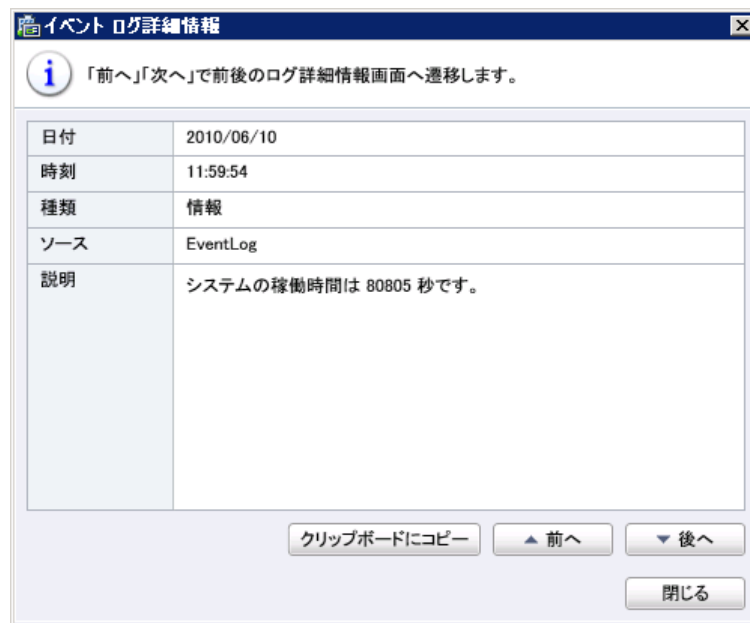 イベント ログ詳細情報
「前へ」「次へ」で前後のログ詳細情報画面へ遷移します。
日付 2010/06/10
時刻 11:59:54
種類 情報
ソース EventLog
説明 システムの稼働時間は 80805 秒です。
クリップボードにコピー ▲ 前へ ▼ 後へ
閉じる